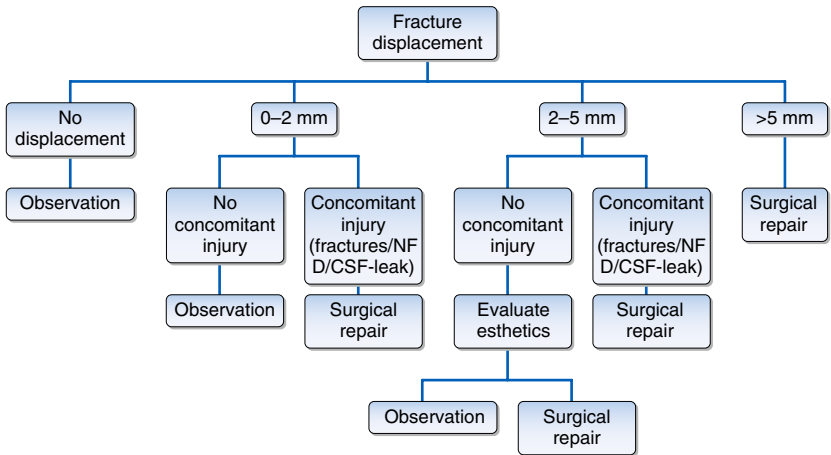 Fracture
displacement
No
displacement
0–2 mm
2–5 mm
>5 mm
Observation
No
concomitant
injury
Concomitant
injury
(fractures/NF
D/CSF-leak)
No
concomitant
injury
Concomitant
injury
(fractures/NF
D/CSF-leak)
Surgical
repair
Observation
Surgical
repair
Evaluate
esthetics
Surgical
repair
Observation
Surgical
repair